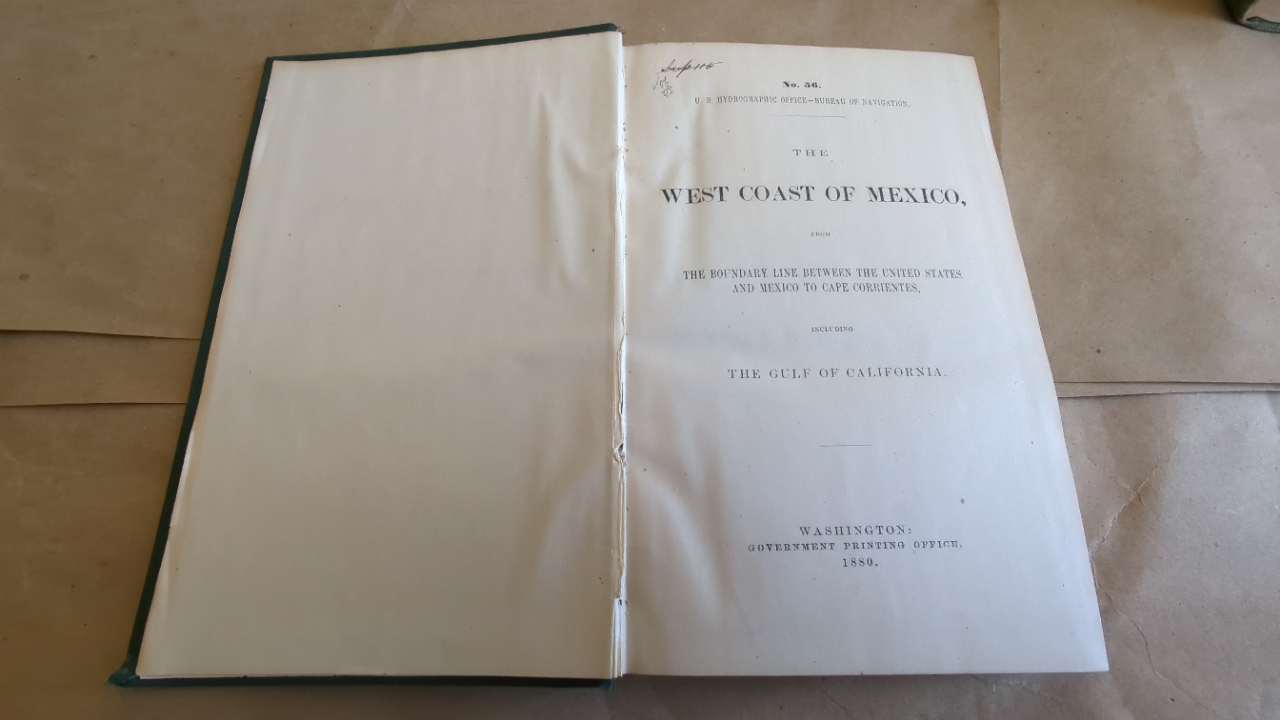 No. 56.
U. S. HYDROGRAPHIC OFFICE—BUREAU OF NAVIGATION.
THE
WEST COAST OF MEXICO,
FROM
THE BOUNDARY LINE BETWEEN THE UNITED STATES
AND MEXICO TO CAPE CORRIENTES,
INCLUDING
THE GULF OF CALIFORNIA.
WASHINGTON:
GOVERNMENT PRINTING OFFICE,
1880.